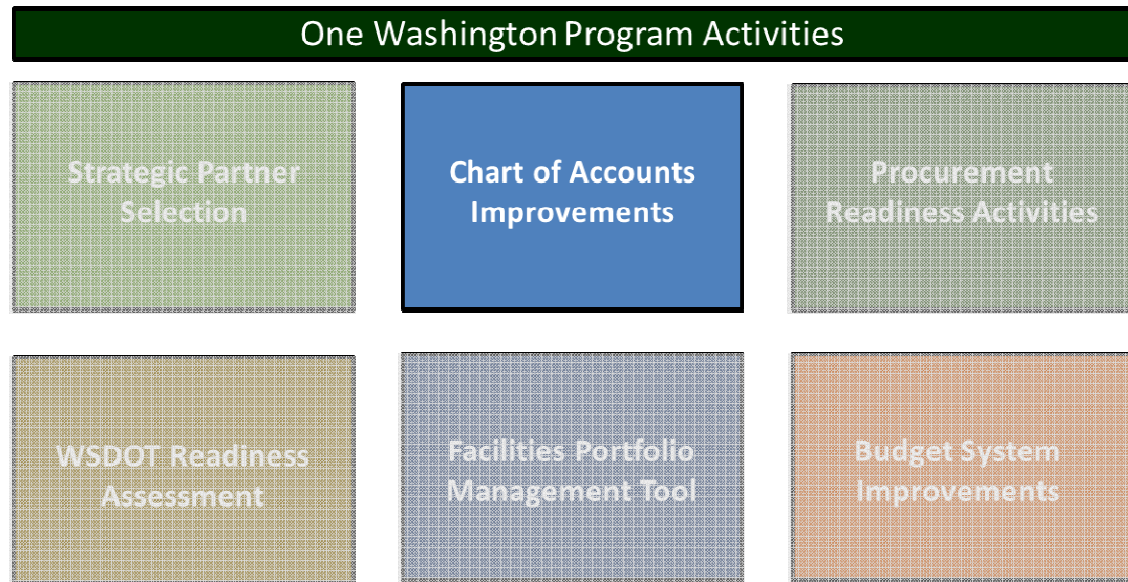 One Washington Program Activities
Strategic Partner
Selection
Chart of Accounts
Improvements
Procurement
Readiness Activities
WSDOT Readiness
Assessment
Facilities Portfolio
Management Tool
Budget System
Improvements